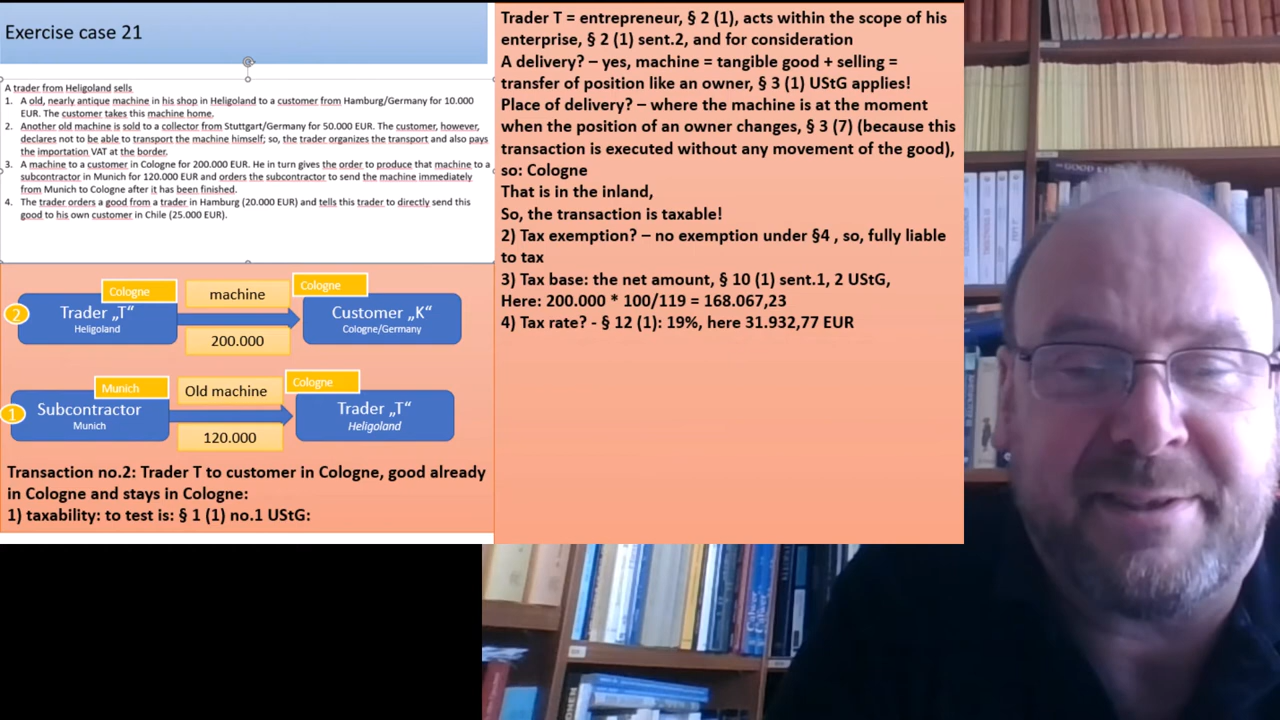 Exercise case 21
A trader from Heligoland sells
1. A old, nearly antique machine in his shop in Heligoland to a customer from Hamburg/Germany for 10.000
EUR. The customer takes this machine home.
2. Another old machine is sold to a collector from Stuttgart/Germany for 50.000 EUR. The customer, however,
declares not to be able to transport the machine himself; so, the trader organizes the transport and also pays
the importation VAT at the border.
3. A machine to a customer in Cologne for 200.000 EUR. He in turn gives the order to produce that machine to a
subcontractor in Munich for 120.000 EUR and orders the subcontractor to send the machine immediately
from Munich to Cologne after it has been finished.
4. The trader orders a good from a trader in Hamburg (20.000 EUR) and tells this trader to directly send this
good to his own customer in Chile (25.000 EUR).
2
Cologne
Trader „T“
Heligoland
machine
200.000
Cologne
Customer „K“
Cologne/Germany
1
Munich
Subcontractor
Munich
Old machine
120.000
Cologne
Trader „T“
Heligoland
Transaction no.2: Trader T to customer in Cologne, good already
in Cologne and stays in Cologne:
1) taxability: to test is: § 1 (1) no.1 UStG:
Trader T = entrepreneur, § 2 (1), acts within the scope of his
enterprise, § 2 (1) sent.2, and for consideration
A delivery? – yes, machine = tangible good + selling =
transfer of position like an owner, § 3 (1) UStG applies!
Place of delivery? – where the machine is at the moment
when the position of an owner changes, § 3 (7) (because this
transaction is executed without any movement of the good),
so: Cologne
That is in the inland,
So, the transaction is taxable!
2) Tax exemption? – no exemption under §4 , so, fully liable
to tax
3) Tax base: the net amount, § 10 (1) sent.1, 2 UStG,
Here: 200.000 * 100/119 = 168.067,23
4) Tax rate? - § 12 (1): 19%, here 31.932,77 EUR